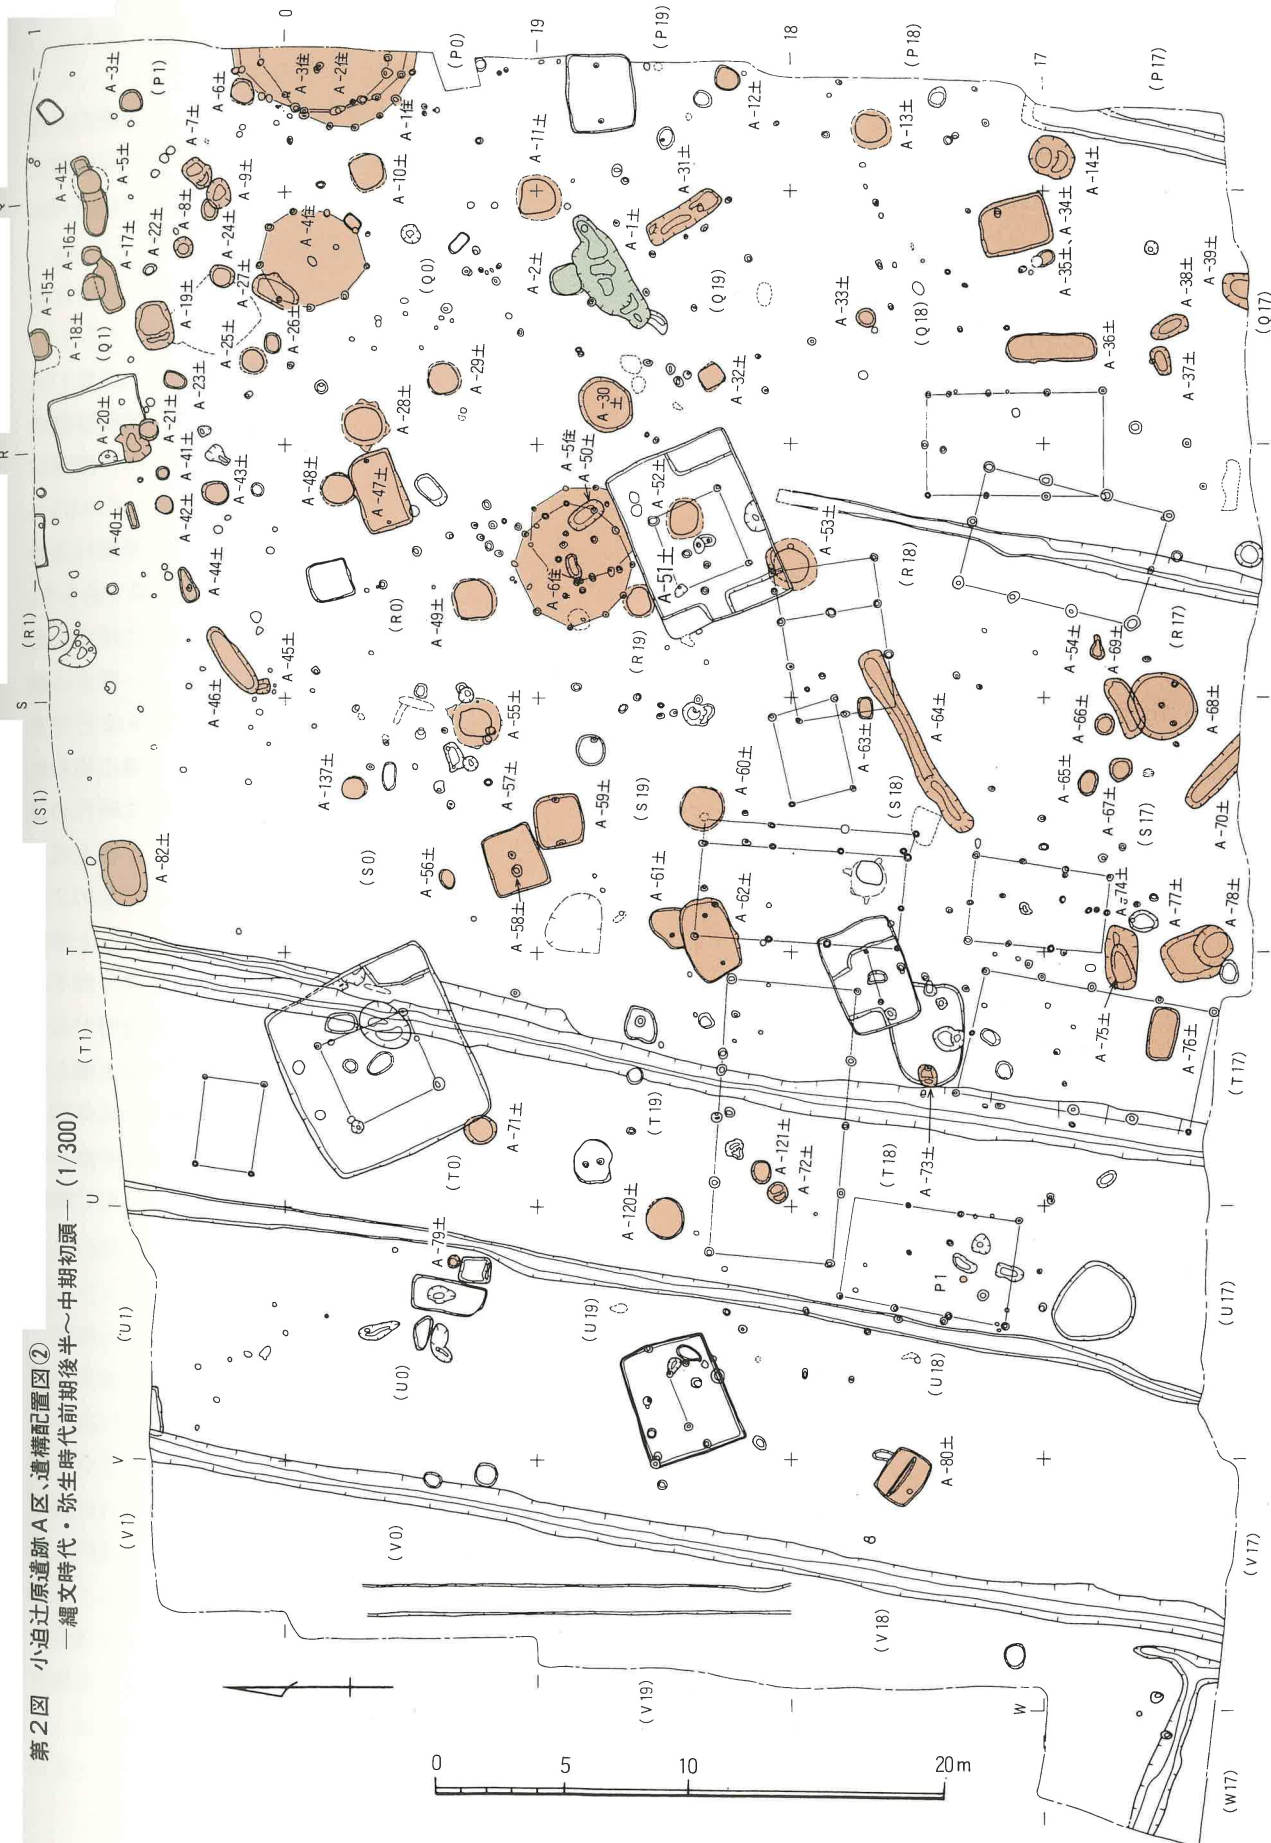 第2図 小迫辻原遺跡A区、遺構配置図②
―縄文時代・弥生時代前期後半～中期初頭― (1/300)
1
0
19
18
17
R
S
T
U
V
W
A-3土
(P1)
A-6土
A-3住
A-2住
A-1住
(P0)
(P19)
A-12土
(P18)
(P17)
A-4土
A-5土
A-7土
A-8土
A-9土
A-10土
A-11土
A-31土
A-13土
A-14土
A-15土
A-16土
A-17土
A-22土
A-24土
A-4住
A-2土
A-1土
A-35土、A-34土
A-18土
(Q1)
A-19土
A-27土
A-25土
A-26土
(Q0)
(Q19)
A-33土
(Q18)
A-38土
A-39土
(Q17)
A-20土
A-21土
A-23土
A-28土
A-29土
A-30土
A-32土
A-36土
A-37土
A-40土
A-41土
A-42土
A-43土
A-48土
A-47土
A-5住
A-50土
A-52土
A-53土
A-44土
(R1)
A-46土
A-45土
(R0)
A-49土
A-6住
A-51土
(R19)
(R18)
(R17)
A-54土
A-69土
A-137土
A-55土
A-57土
A-63土
A-64土
A-66土
A-68土
(S1)
A-82土
(S0)
A-56土
A-58土
A-59土
(S19)
A-60土
(S18)
A-65土
A-67土
(S17)
A-70土
A-61土
A-62土
A-74土
A-77土
A-78土
(T1)
(T0)
A-71土
(T19)
A-75土
A-76土
(T17)
A-121土
A-72土
A-120土
(T18)
A-73土
A-79土
(U1)
(U0)
(U19)
P1
(U18)
(U17)
(V1)
(V0)
A-80土
(V19)
(V18)
(V17)
(W17)
0
5
10
20m